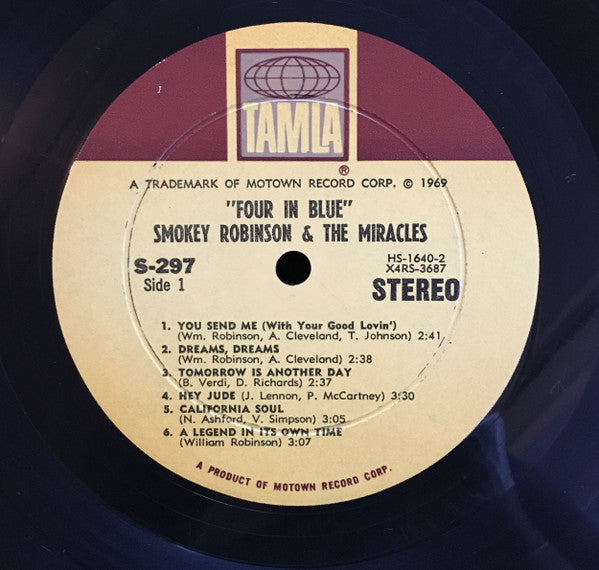 TAMLA
®
A TRADEMARK OF MOTOWN RECORD CORP. © 1969
"FOUR IN BLUE"
SMOKEY ROBINSON & THE MIRACLES
S-297
Side 1
HS-1640-2
X4RS-3687
STEREO
1. YOU SEND ME (With Your Good Lovin')
(Wm. Robinson, A. Cleveland, T. Johnson) 2:41
2. DREAMS, DREAMS
(Wm. Robinson, A. Cleveland) 2:38
3. TOMORROW IS ANOTHER DAY
(B. Verdi, D. Richards) 2:37
4. HEY JUDE (J. Lennon, P. McCartney) 3:30
5. CALIFORNIA SOUL
(N. Ashford, V. Simpson) 3:05
6. A LEGEND IN ITS OWN TIME
(William Robinson) 3:07
A PRODUCT OF MOTOWN RECORD CORP.